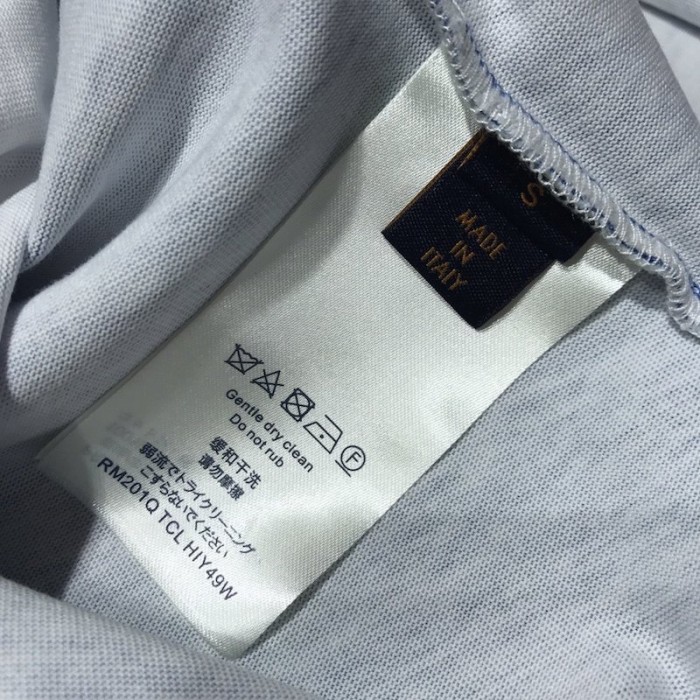 S
MADE
IN
ITALY
F
Gentle dry clean
Do not rub
缓和干洗
请勿摩擦
弱流でトライクリーニング
こすらないでください
RM201Q TCL HIY49W